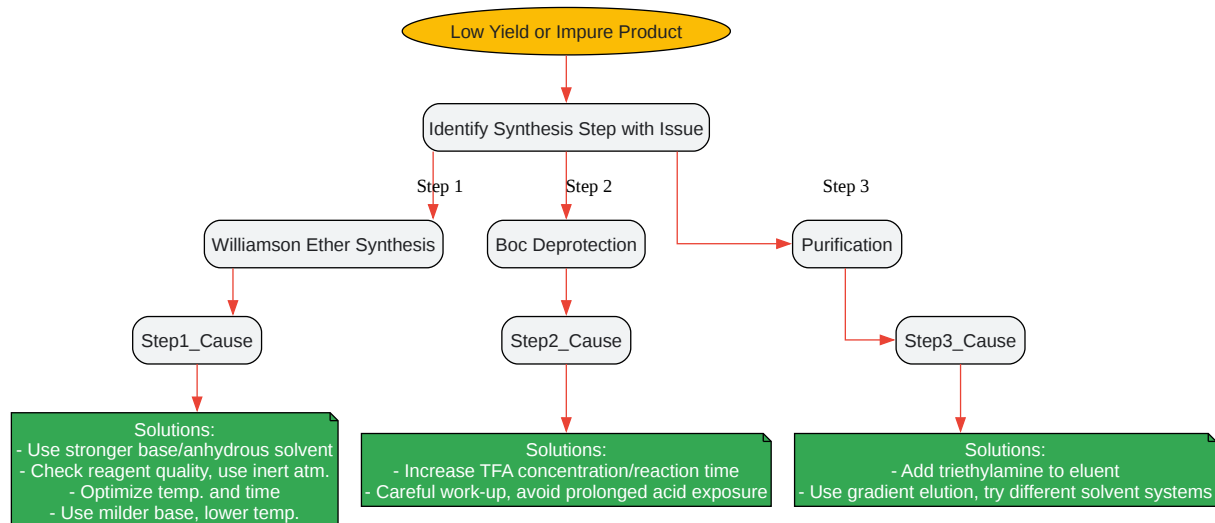 Low Yield or Impure Product
Identify Synthesis Step with Issue
Step 1
Step 2
Step 3
Williamson Ether Synthesis
Boc Deprotection
Purification
Step1_Cause
Step2_Cause
Step3_Cause
Solutions:
- Use stronger base/anhydrous solvent
- Check reagent quality, use inert atm.
- Optimize temp. and time
- Use milder base, lower temp.
Solutions:
- Increase TFA concentration/reaction time
- Careful work-up, avoid prolonged acid exposure
Solutions:
- Add triethylamine to eluent
- Use gradient elution, try different solvent systems